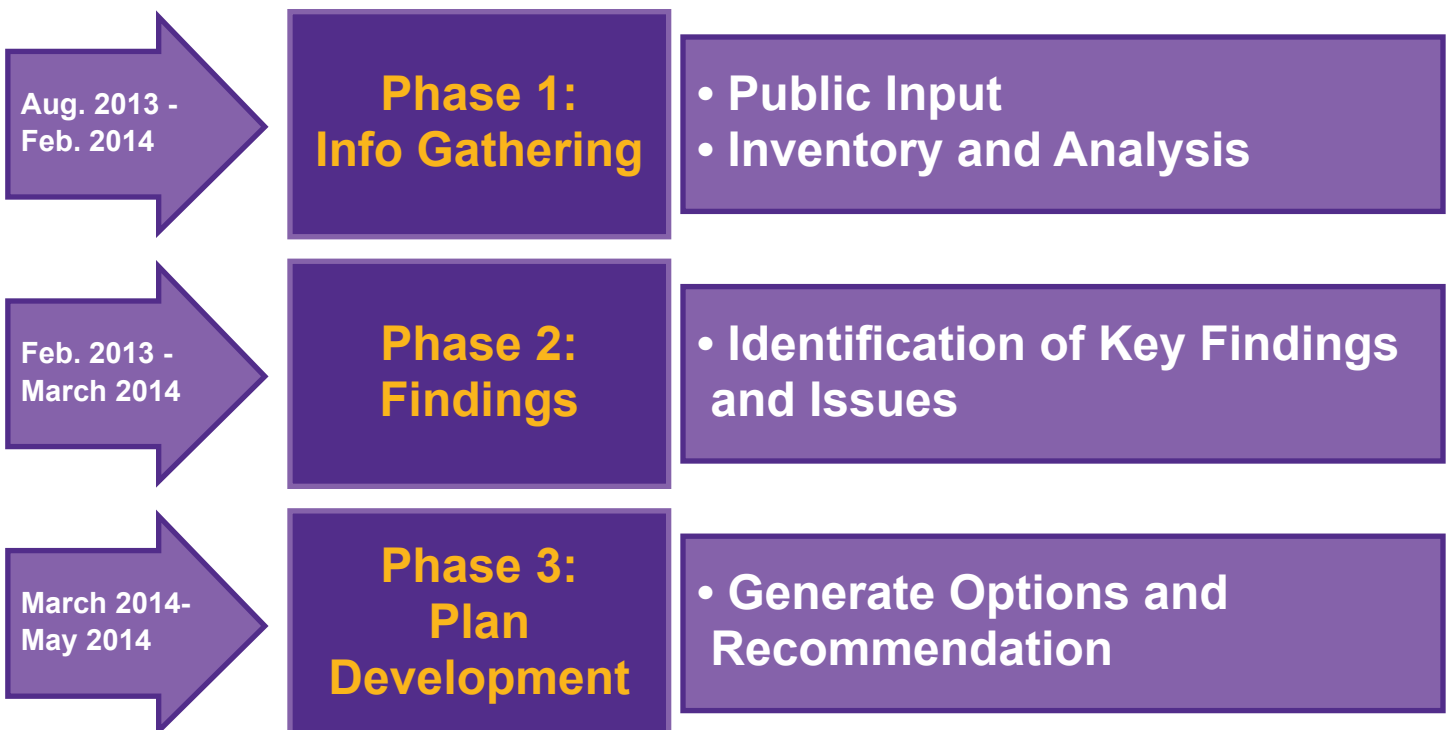 Aug. 2013 -
Feb. 2014
Phase 1:
Info Gathering
• Public Input
• Inventory and Analysis
Feb. 2013 -
March 2014
Phase 2:
Findings
• Identification of Key Findings
and Issues
March 2014-
May 2014
Phase 3:
Plan
Development
• Generate Options and
Recommendation